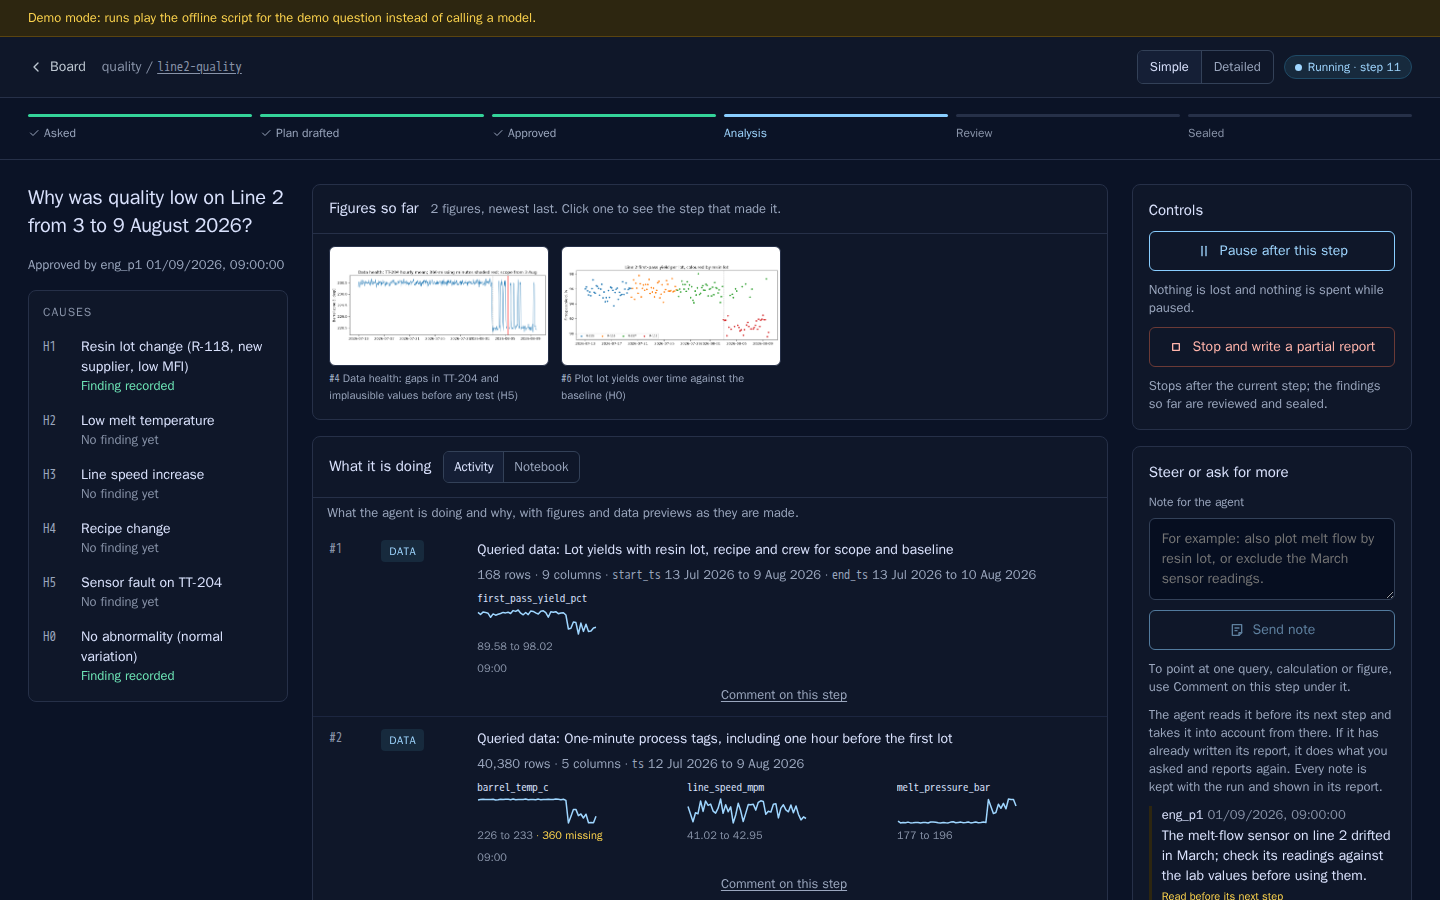 Demo mode: runs play the offline script for the demo question instead of calling a model.
Board quality / line2-quality
Simple Detailed Running · step 11
Asked Plan drafted Approved Analysis Review Sealed
Why was quality low on Line 2
from 3 to 9 August 2026?
Approved by eng_p1 01/09/2026, 09:00:00
CAUSES
H1 Resin lot change (R-118, new
supplier, low MFI)
Finding recorded
H2 Low melt temperature
No finding yet
H3 Line speed increase
No finding yet
H4 Recipe change
No finding yet
H5 Sensor fault on TT-204
No finding yet
H0 No abnormality (normal
variation)
Finding recorded
Figures so far 2 figures, newest last. Click one to see the step that made it.
#4 Data health: gaps in TT-204 and
implausible values before any test (H5)
#6 Plot lot yields over time against the
baseline (H0)
What it is doing Activity Notebook
What the agent is doing and why, with figures and data previews as they are made.
#1 DATA Queried data: Lot yields with resin lot, recipe and crew for scope and baseline
168 rows · 9 columns · start_ts 13 Jul 2026 to 9 Aug 2026 · end_ts 13 Jul 2026 to 10 Aug 2026
first_pass_yield_pct
89.58 to 98.02
09:00
Comment on this step
#2 DATA Queried data: One-minute process tags, including one hour before the first lot
40,380 rows · 5 columns · ts 12 Jul 2026 to 9 Aug 2026
barrel_temp_c line_speed_mpm melt_pressure_bar
226 to 233 · 360 missing 41.02 to 42.95 177 to 196
09:00
Comment on this step
Controls
Pause after this step
Nothing is lost and nothing is spent while
paused.
Stop and write a partial report
Stops after the current step; the findings
so far are reviewed and sealed.
Steer or ask for more
Note for the agent
For example: also plot melt flow by
resin lot, or exclude the March
sensor readings.
Send note
To point at one query, calculation or figure,
use Comment on this step under it.
The agent reads it before its next step and
takes it into account from there. If it has
already written its report, it does what you
asked and reports again. Every note is
kept with the run and shown in its report.
eng_p1 01/09/2026, 09:00:00
The melt-flow sensor on line 2 drifted
in March; check its readings against
the lab values before using them.
Read before its next step